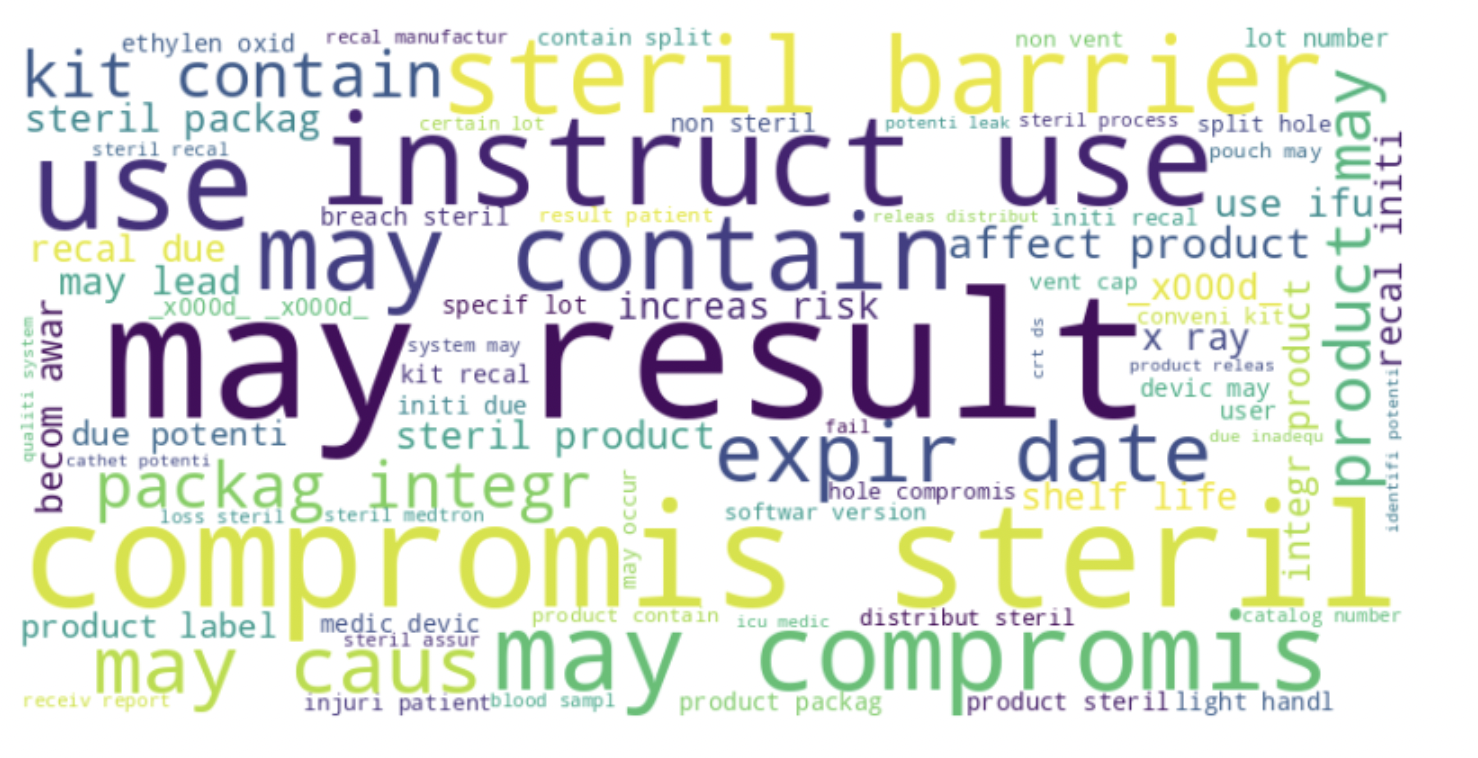 ethylen oxid
recal manufactur
contain split
non vent
lot number
kit contain
steril barrier
steril packag
certain lot
non steril
potenti leak
steril process
split hole
steril recal
use
instruct use
pouch may
product may
recal initi
breach steril
result patient
releas distribut
initi recal
use ifu
recal due
may contain
affect product
may lead
vent cap
_x000d_
_x000d_ _x000d_
specif lot
increas risk
conveni kit
becom awar
qualiti system
may result
system may
crt ds
x ray
kit recal
product releas
devic may
initi due
user
integr product
identifi potenti
due potenti
steril product
fail
expir date
due inadequ
cathet potenti
packag integr
hole compromis
shelf life
loss steril
steril medtron
may occur
softwar version
compromis steril
product label
medic devic
product contain
icu medic
distribut steril
catalog number
steril assur
may caus
may compromis
receiv report
injuri patient
blood sampl
product packag
product steril
light handl